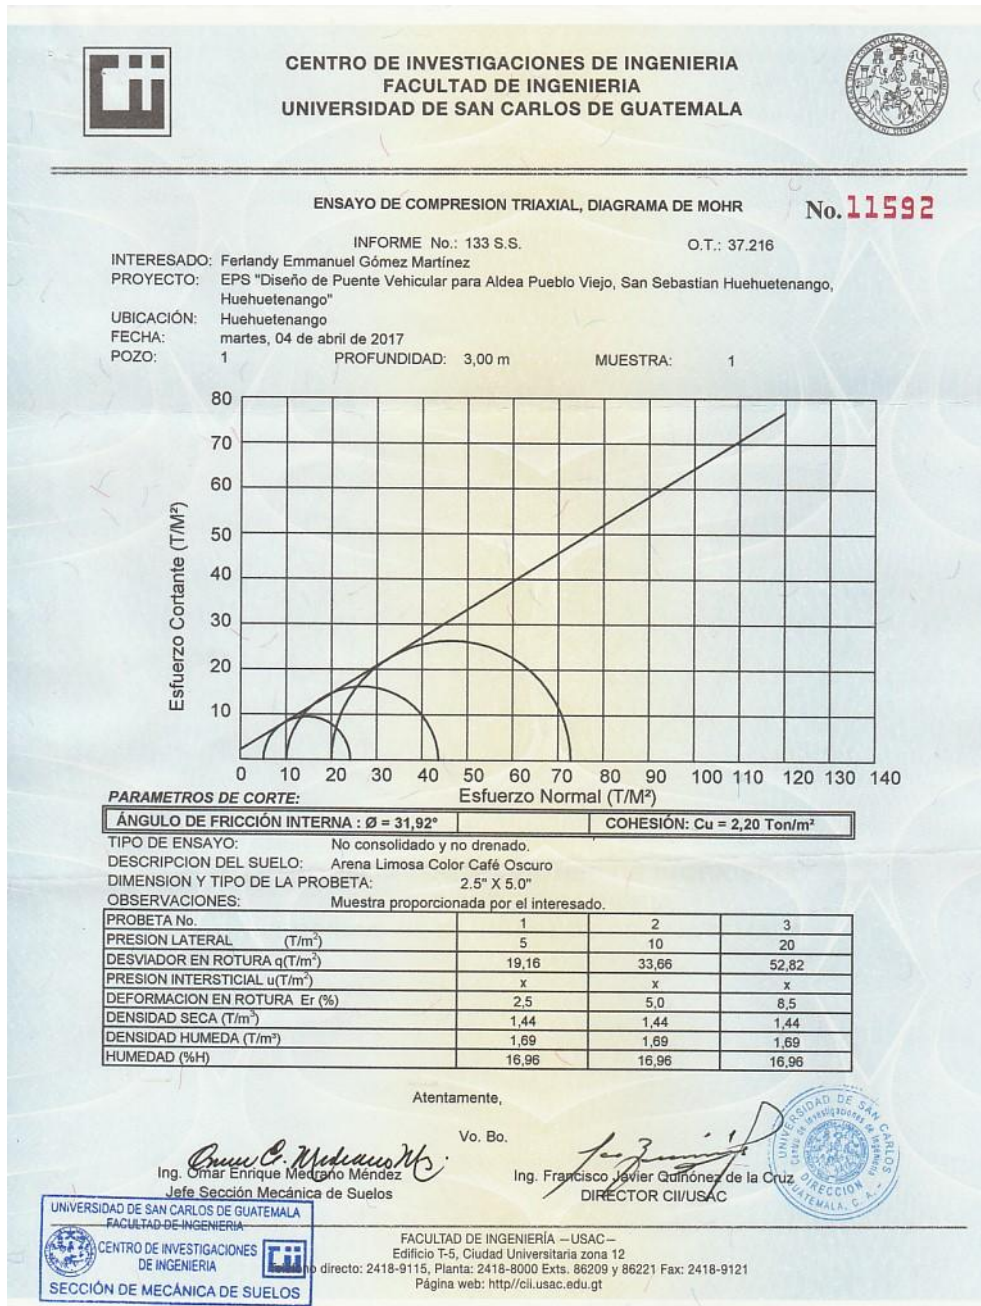 CENTRO DE INVESTIGACIONES DE INGENIERIA
FACULTAD DE INGENIERIA
UNIVERSIDAD DE SAN CARLOS DE GUATEMALA
ENSAYO DE COMPRESION TRIAXIAL, DIAGRAMA DE MOHR
No. 11592
INFORME No.: 133 S.S. O.T.: 37.216
INTERESADO: Ferlandy Emmanuel Gómez Martínez
PROYECTO: EPS "Diseño de Puente Vehicular para Aldea Pueblo Viejo, San Sebastian Huehuetenango,
Huehuetenango"
UBICACIÓN: Huehuetenango
FECHA: martes, 04 de abril de 2017
POZO: 1 PROFUNDIDAD: 3,00 m MUESTRA: 1
80
70
60
50
40
30
20
10
Esfuerzo Cortante (T/M²)
0 10 20 30 40 50 60 70 80 90 100 110 120 130 140
Esfuerzo Normal (T/M²)
PARAMETROS DE CORTE:
ÁNGULO DE FRICCIÓN INTERNA : Ø = 31,92° COHESIÓN: Cu = 2,20 Ton/m²
TIPO DE ENSAYO: No consolidado y no drenado.
DESCRIPCION DEL SUELO: Arena Limosa Color Café Oscuro
DIMENSION Y TIPO DE LA PROBETA: 2.5" X 5.0"
OBSERVACIONES: Muestra proporcionada por el interesado.
PROBETA No. 1 2 3
PRESION LATERAL (T/m²) 5 10 20
DESVIADOR EN ROTURA q(T/m²) 19,16 33,66 52,82
PRESION INTERSTICIAL u(T/m²) x x x
DEFORMACION EN ROTURA Er (%) 2,5 5,0 8,5
DENSIDAD SECA (T/m³) 1,44 1,44 1,44
DENSIDAD HUMEDA (T/m³) 1,69 1,69 1,69
HUMEDAD (%H) 16,96 16,96 16,96
Atentamente,
Vo. Bo.
Ing. Omar Enrique Medrano Méndez
Jefe Sección Mecánica de Suelos
Ing. Francisco Javier Quiñónez de la Cruz
DIRECTOR CII/USAC
UNIVERSIDAD DE SAN CARLOS
Centro de Investigaciones de Ingeniería
DIRECCION
GUATEMALA, C. A.
UNIVERSIDAD DE SAN CARLOS DE GUATEMALA
FACULTAD DE INGENIERIA
CENTRO DE INVESTIGACIONES
DE INGENIERIA
SECCIÓN DE MECÁNICA DE SUELOS
FACULTAD DE INGENIERÍA —USAC—
Edificio T-5, Ciudad Universitaria zona 12
directo: 2418-9115, Planta: 2418-8000 Exts. 86209 y 86221 Fax: 2418-9121
Página web: http//cii.usac.edu.gt